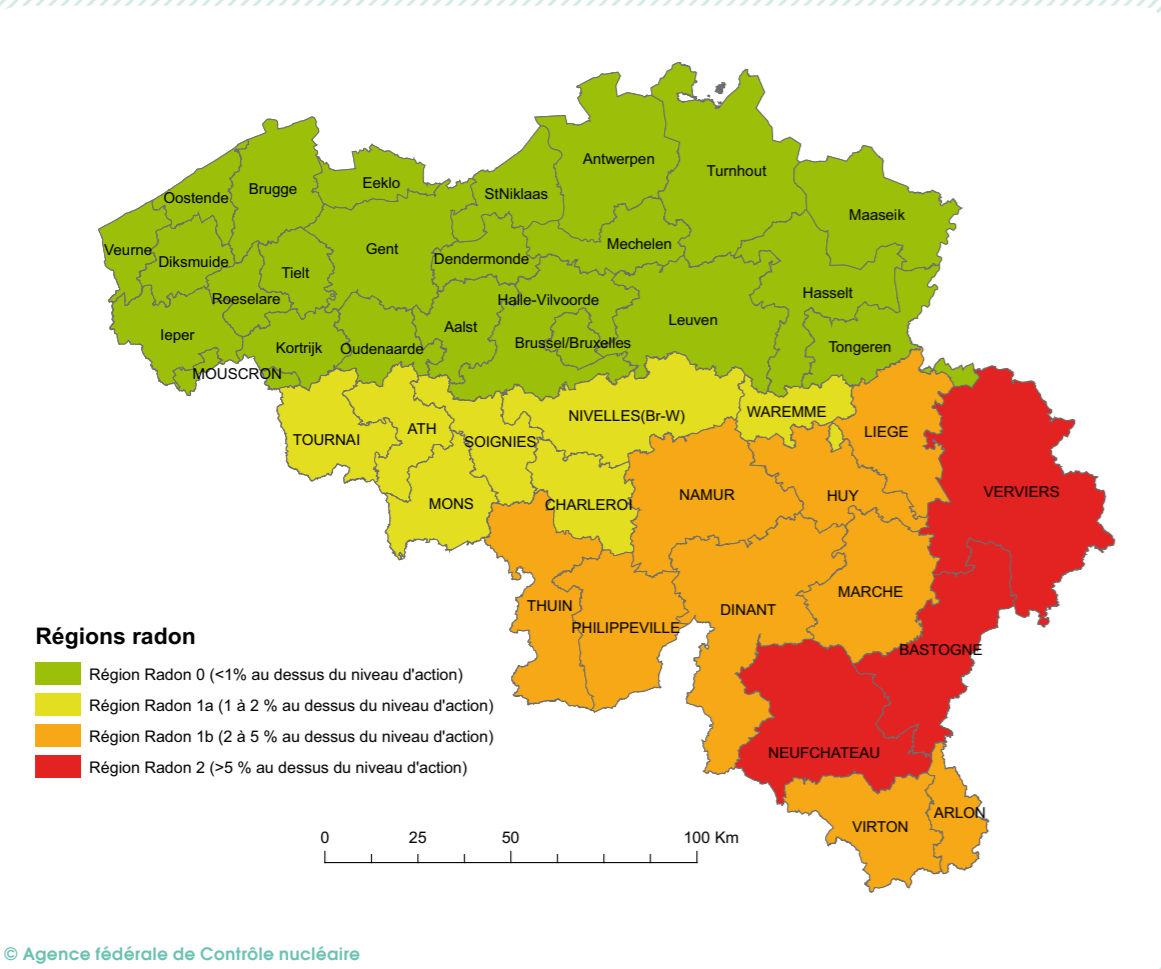 Antwerpen
Turnhout
Eeklo
Brugge
StNiklaas
Oostende
Maaseik
Mechelen
Gent
Veurne
Dendermonde
Diksmuide
Tielt
Hasselt
Roeselare
Halle-Vilvoorde
Leuven
Aalst
Ieper
Brussel/Bruxelles
Kortrijk
Oudenaarde
Tongeren
MOUSCRON
WAREMME
NIVELLES(Br-W)
ATH
LIEGE
TOURNAI
SOIGNIES
VERVIERS
NAMUR
HUY
MONS
CHARLEROI
MARCHE
THUIN
DINANT
PHILIPPEVILLE
BASTOGNE
NEUFCHATEAU
ARLON
VIRTON
Régions radon
Région Radon 0 (<1% au dessus du niveau d'action)
Région Radon 1a (1 à 2 % au dessus du niveau d'action)
Région Radon 1b (2 à 5 % au dessus du niveau d'action)
Région Radon 2 (>5 % au dessus du niveau d'action)
0 25 50 100 Km
© Agence fédérale de Contrôle nucléaire